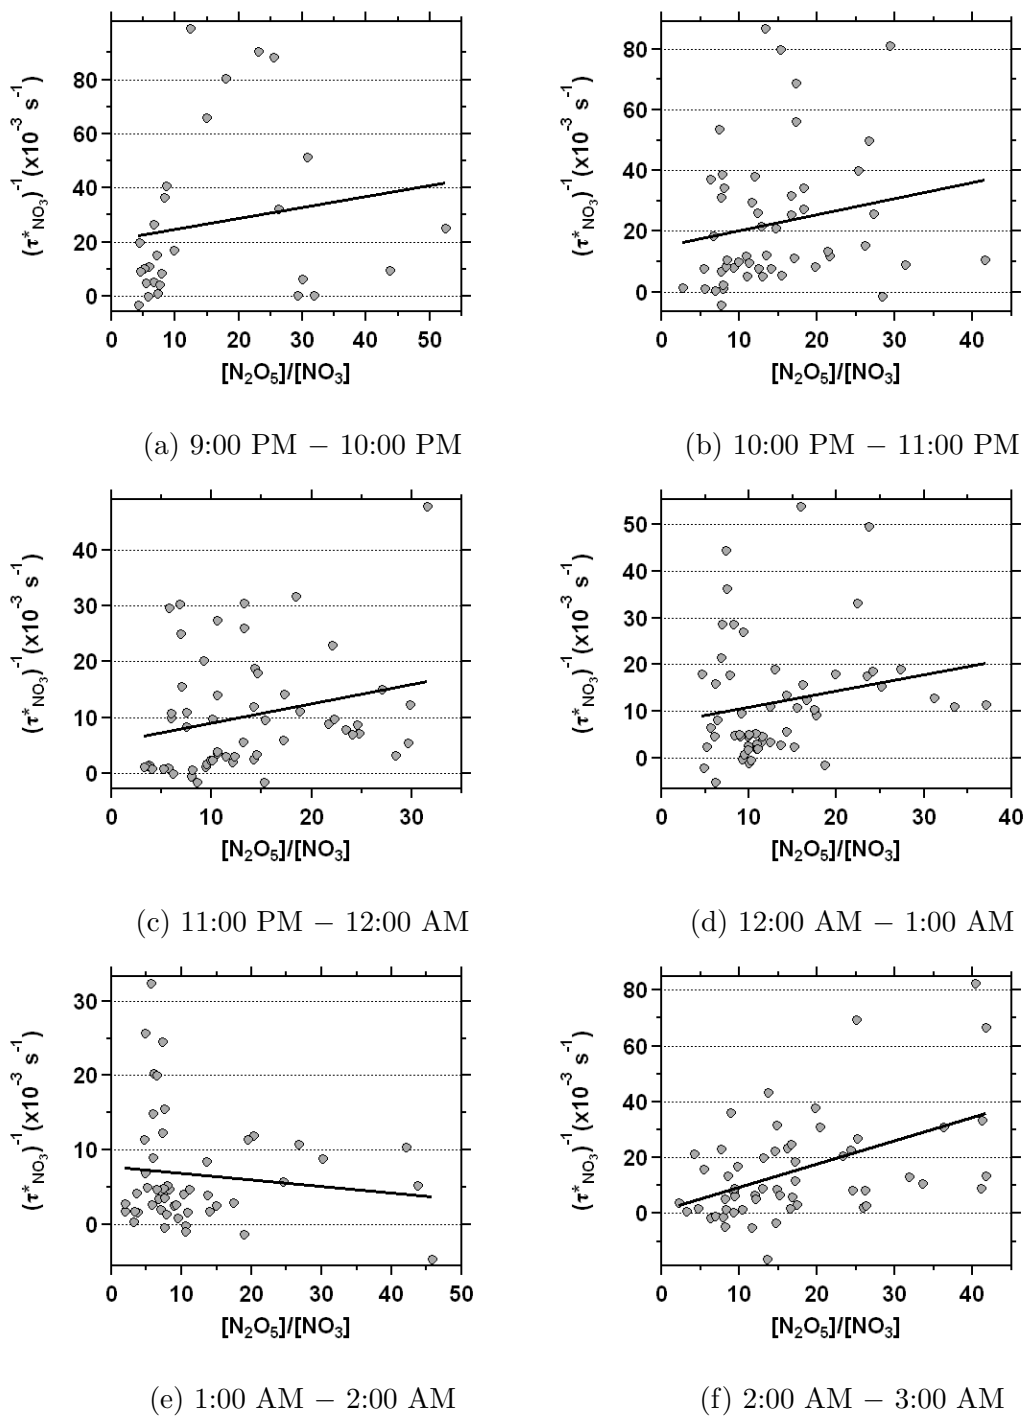 80
60
40
20
0
(τ*NO3)-1(x10-3 s-1)
0 10 20 30 40 50
[N2O5]/[NO3]
(a) 9:00 PM − 10:00 PM
80
60
40
20
0
(τ*NO3)-1(x10-3 s-1)
0 10 20 30 40
[N2O5]/[NO3]
(b) 10:00 PM − 11:00 PM
40
30
20
10
0
(τ*NO3)-1(x10-3 s-1)
0 10 20 30
[N2O5]/[NO3]
(c) 11:00 PM − 12:00 AM
50
40
30
20
10
0
(τ*NO3)-1(x10-3 s-1)
0 10 20 30 40
[N2O5]/[NO3]
(d) 12:00 AM − 1:00 AM
30
20
10
0
(τ*NO3)-1(x10-3 s-1)
0 10 20 30 40 50
[N2O5]/[NO3]
(e) 1:00 AM − 2:00 AM
80
60
40
20
0
(τ*NO3)-1(x10-3 s-1)
0 10 20 30 40
[N2O5]/[NO3]
(f) 2:00 AM − 3:00 AM